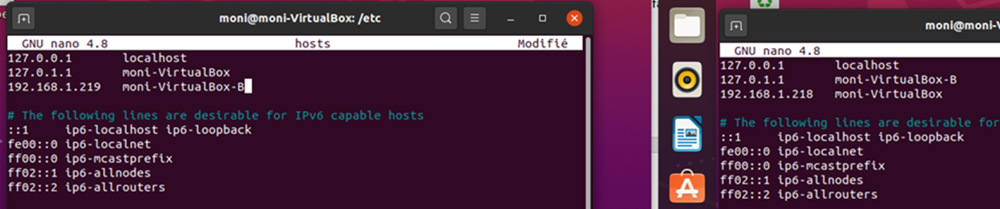 moni@moni-VirtualBox: /etc
GNU nano 4.8 hosts Modifié
127.0.0.1 localhost
127.0.1.1 moni-VirtualBox
192.168.1.219 moni-VirtualBox-B
# The following lines are desirable for IPv6 capable hosts
::1 ip6-localhost ip6-loopback
fe00::0 ip6-localnet
ff00::0 ip6-mcastprefix
ff02::1 ip6-allnodes
ff02::2 ip6-allrouters
moni@moni-V
GNU nano 4.8
127.0.0.1 localhost
127.0.1.1 moni-VirtualBox-B
192.168.1.218 moni-VirtualBox
# The following lines are desirable for
::1 ip6-localhost ip6-loopback
fe00::0 ip6-localnet
ff00::0 ip6-mcastprefix
ff02::1 ip6-allnodes
ff02::2 ip6-allrouters